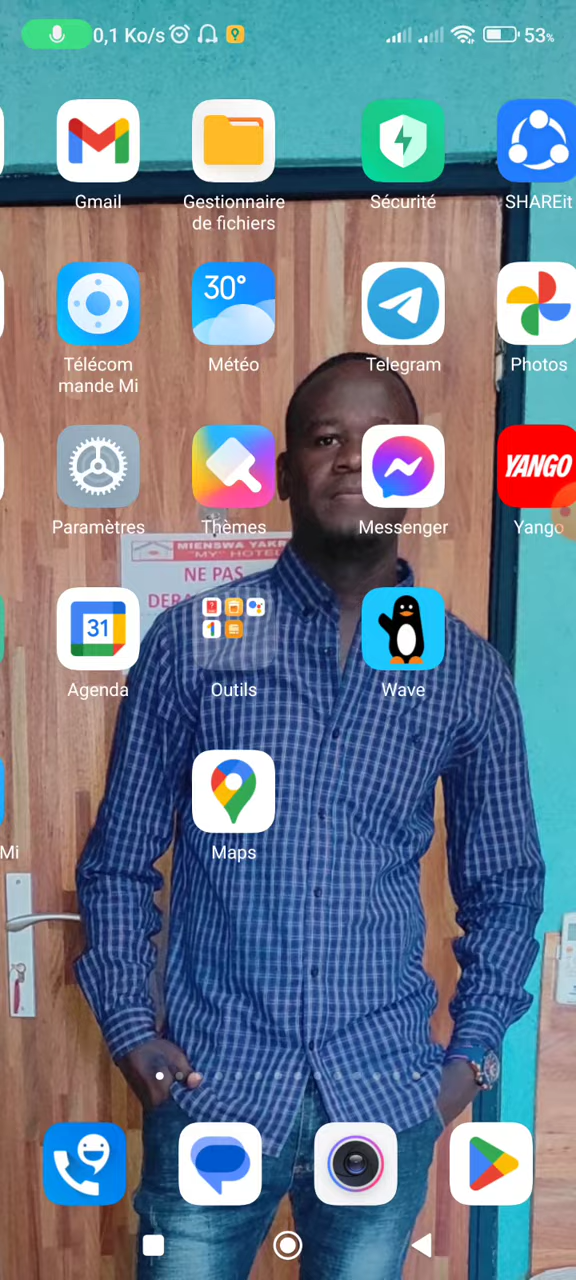 0,1 Ko/s
53%
Gmail
Gestionnaire
de fichiers
Sécurité
SHAREit
30°
Télécom
mande Mi
Météo
Telegram
Photos
YANGO
Paramètres
Thèmes
Messenger
Yango
MIENSWA YAKR
"MY" HOTEL
NE PAS
31
Agenda
Outils
Wave
Mi
Maps